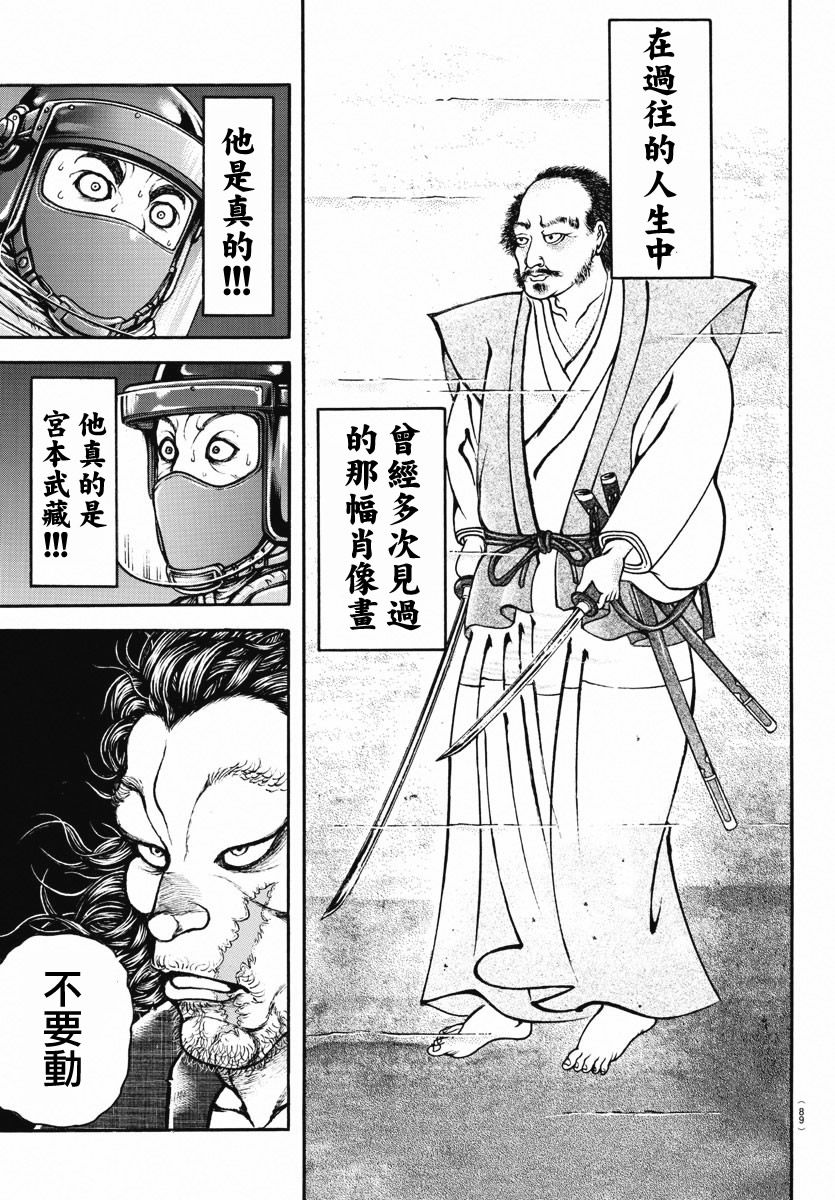 在過往的人生中
曾經多次見過
的那幅肖像畫
他是真的!!!
他真的是
宮本武藏!!!
不要動
(89)